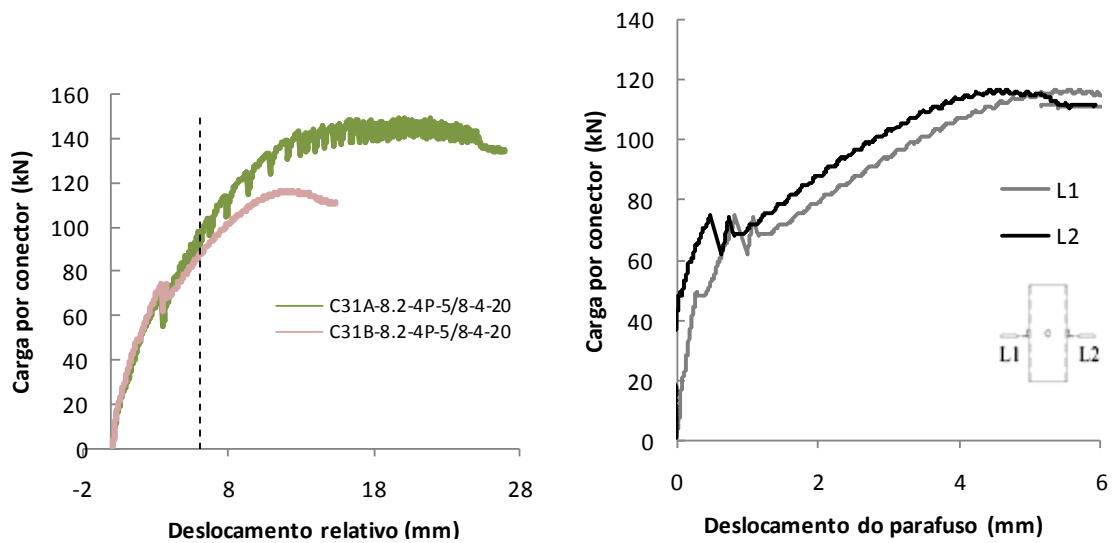 160
140
120
100
80
60
40
20
0
-2
8
18
28
Carga por conector (kN)
Deslocamento relativo (mm)
C31A-8.2-4P-5/8-4-20
C31B-8.2-4P-5/8-4-20
140
120
100
80
60
40
20
0
0
2
4
6
Carga por conector (kN)
Deslocamento do parafuso (mm)
L1
L2
L1
L2